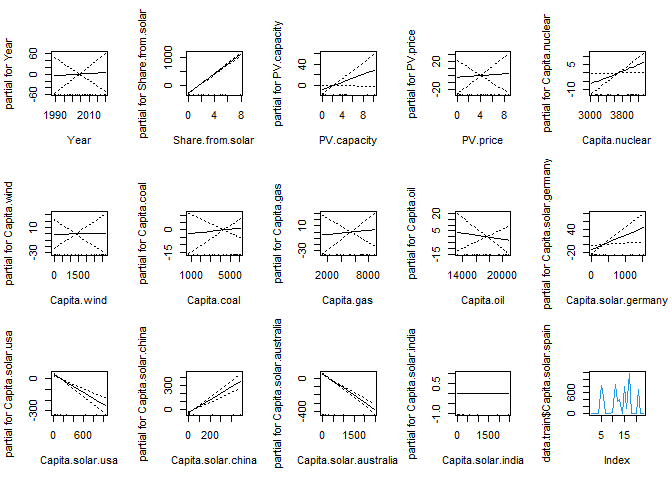 partial for Year
60
0
-60
1990 2010
Year
partial for Share.from.solar
1000
0
0 4 8
Share.from.solar
partial for PV.capacity
40
0
0 4 8
PV.capacity
partial for PV.price
20
-20
0 4 8
PV.price
partial for Capita.nuclear
5
-10
3000 3800
Capita.nuclear
partial for Capita.wind
10
-30
0 1500
Capita.wind
partial for Capita.coal
0
-15
1000 5000
Capita.coal
partial for Capita.gas
0
-30
2000 8000
Capita.gas
partial for Capita.oil
20
0
-15
14000 20000
Capita.oil
partial for Capita.solar.germany
40
-20
0 1000
Capita.solar.germany
partial for Capita.solar.usa
0
-300
0 600
Capita.solar.usa
partial for Capita.solar.china
300
0
0 200
Capita.solar.china
partial for Capita.solar.australia
0
-400
0 1500
Capita.solar.australia
partial for Capita.solar.india
0.5
-1.0
0 1500
Capita.solar.india
data.train$Capita.solar.spain
600
0
5 15
Index